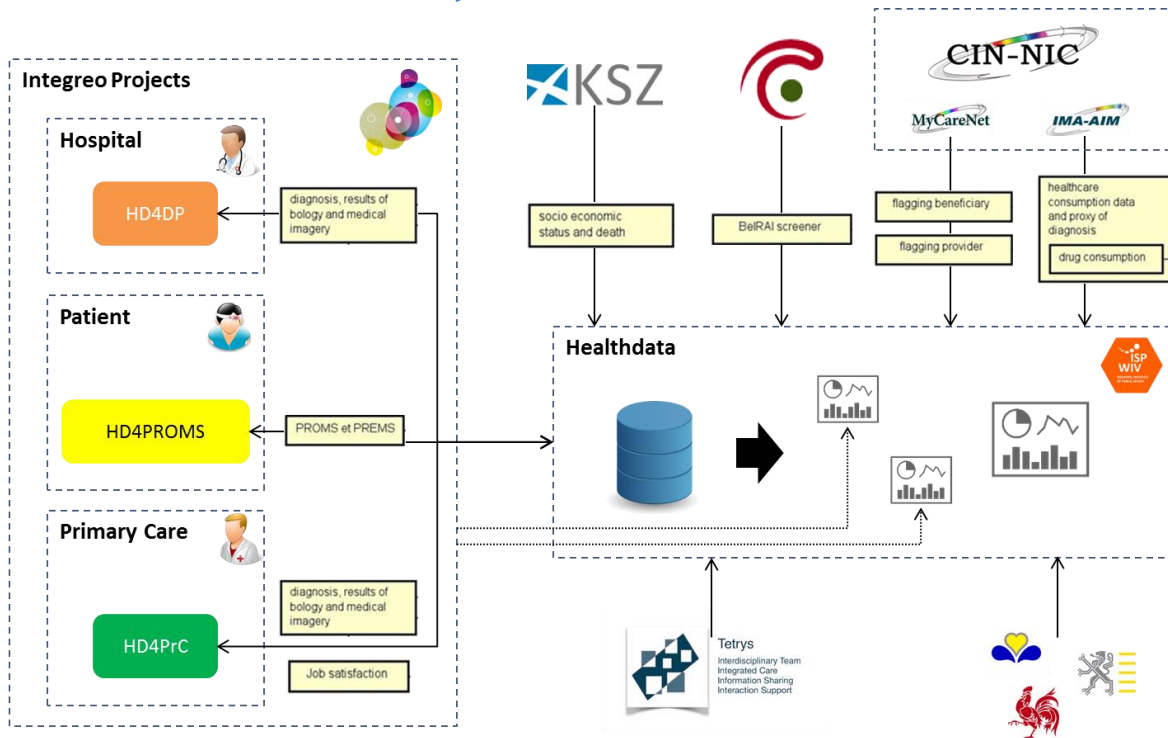 Integreo Projects
Hospital
HD4DP
diagnosis, results of
bology and medical
imagery
Patient
HD4PROMS
PROMS et PREMS
Primary Care
HD4PrC
diagnosis, results of
bology and medical
imagery
Job satisfaction
KSZ
socio economic
status and death
BelRAI screener
CIN-NIC
MyCareNet
IMA-AIM
flagging beneficiary
flagging provider
healthcare
consumption data
and proxy of
diagnosis
drug consumption
Healthdata
ISP
WIV
Tetrys
Interdisciplinary Team
Integrated Care
Information Sharing
Interaction Support